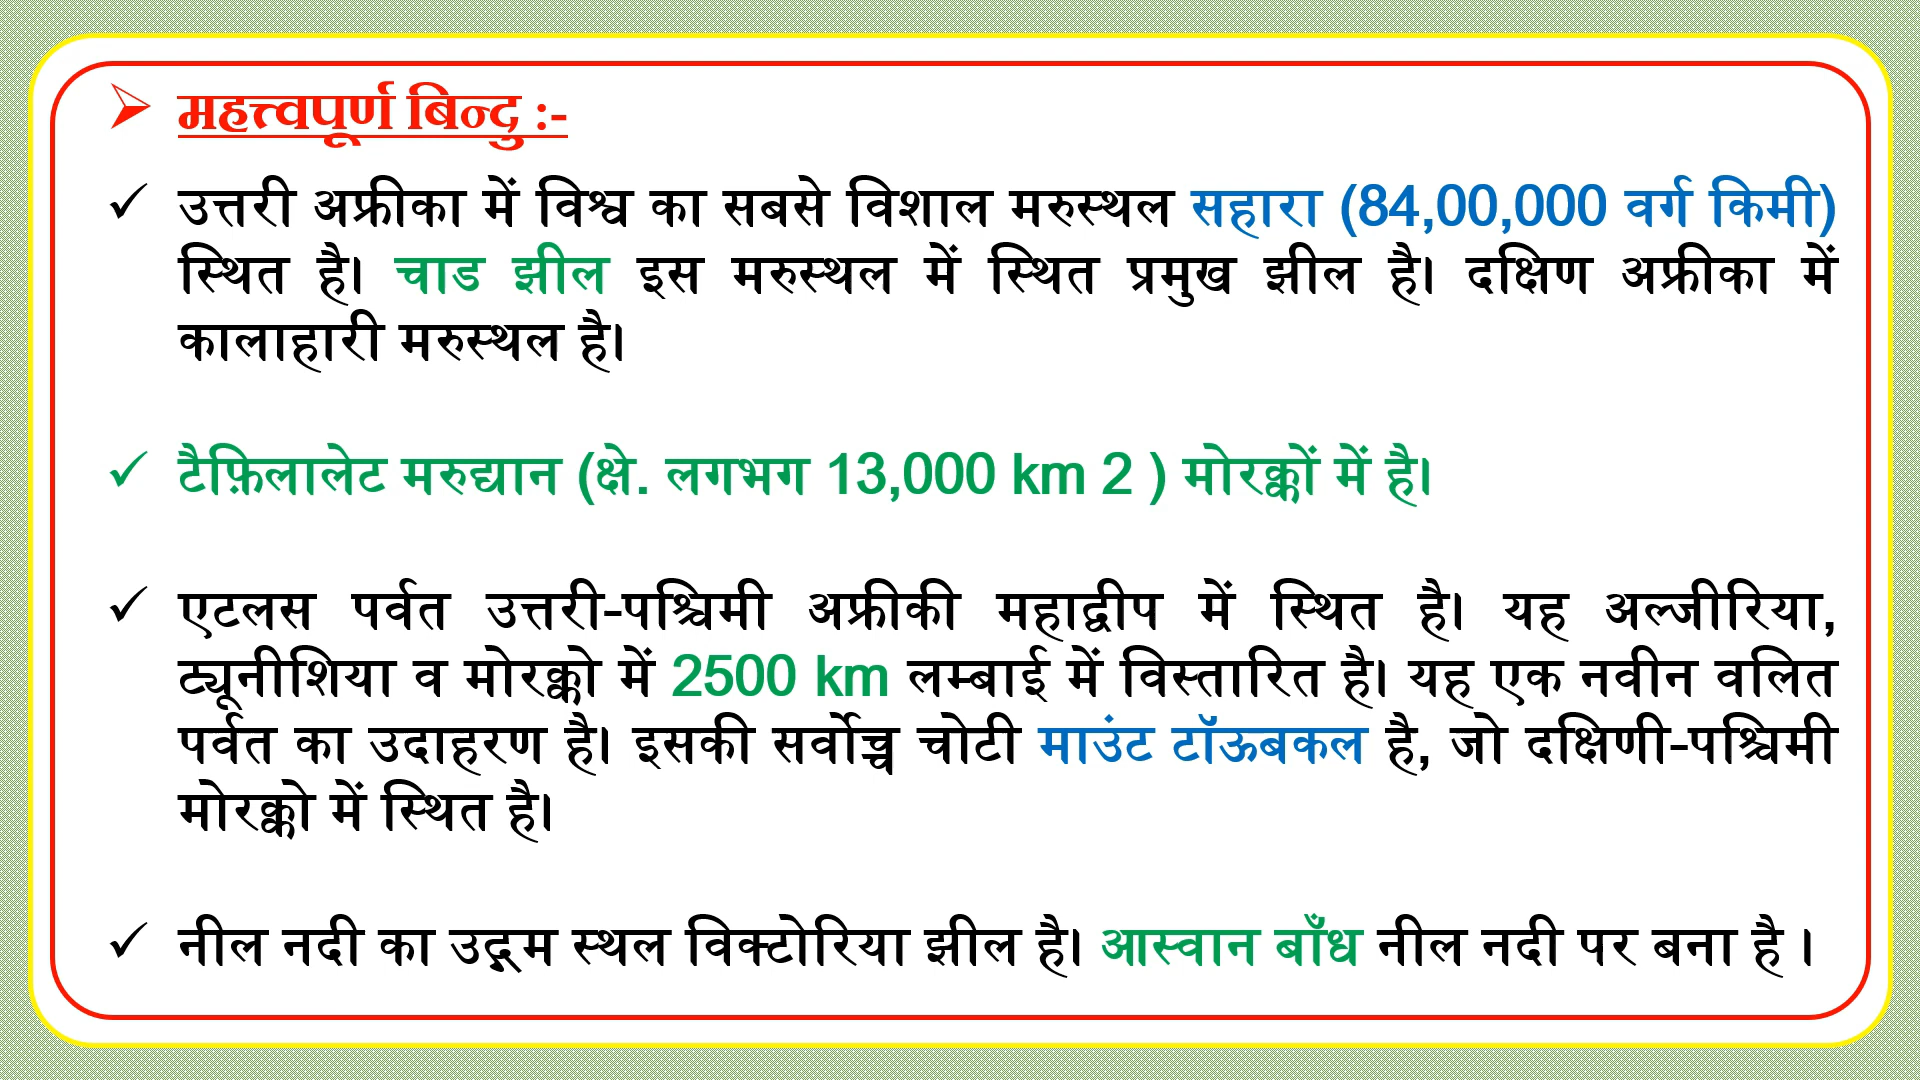 महत्त्वपूर्ण बिन्दु :-
उत्तरी अफ्रीका में विश्व का सबसे विशाल मरुस्थल सहारा (84,00,000 वर्ग किमी)
स्थित है। चाड झील इस मरुस्थल में स्थित प्रमुख झील है। दक्षिण अफ्रीका में
कालाहारी मरुस्थल है।
टैफ़िलालेट मरुद्यान (क्षे. लगभग 13,000 km 2 ) मोरक्कों में है।
एटलस पर्वत उत्तरी-पश्चिमी अफ्रीकी महाद्वीप में स्थित है। यह अल्जीरिया,
ट्यूनीशिया व मोरक्को में 2500 km लम्बाई में विस्तारित है। यह एक नवीन वलित
पर्वत का उदाहरण है। इसकी सर्वोच्च चोटी माउंट टॉऊबकल है, जो दक्षिणी-पश्चिमी
मोरक्को में स्थित है।
नील नदी का उद्गम स्थल विक्टोरिया झील है। आस्वान बाँध नील नदी पर बना है ।